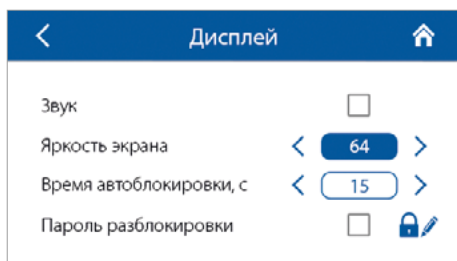 Дисплей
Звук
Яркость экрана 64
Время автоблокировки, с 15
Пароль разблокировки